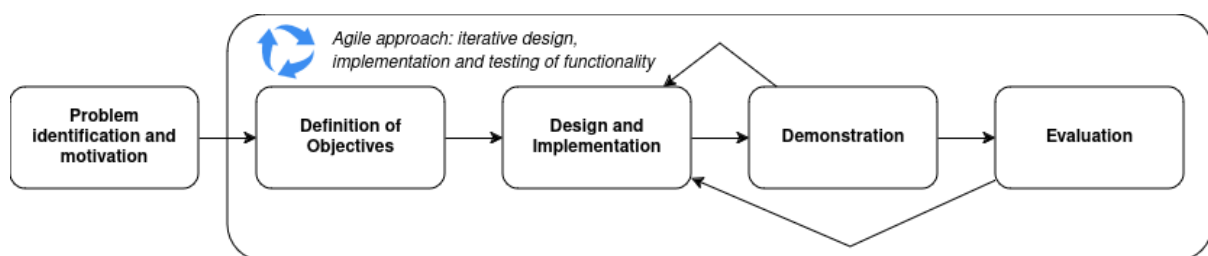 Agile approach: iterative design,
implementation and testing of functionality
Problem
identification and
motivation
Definition of
Objectives
Design and
Implementation
Demonstration
Evaluation